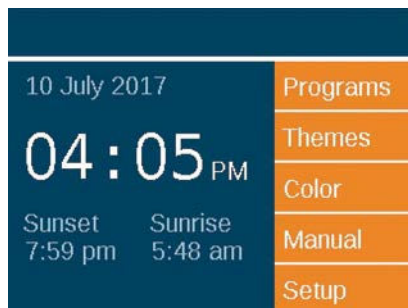 10 July 2017
04:05 PM
Sunset Sunrise
7:59 pm 5:48 am
Programs
Themes
Color
Manual
Setup